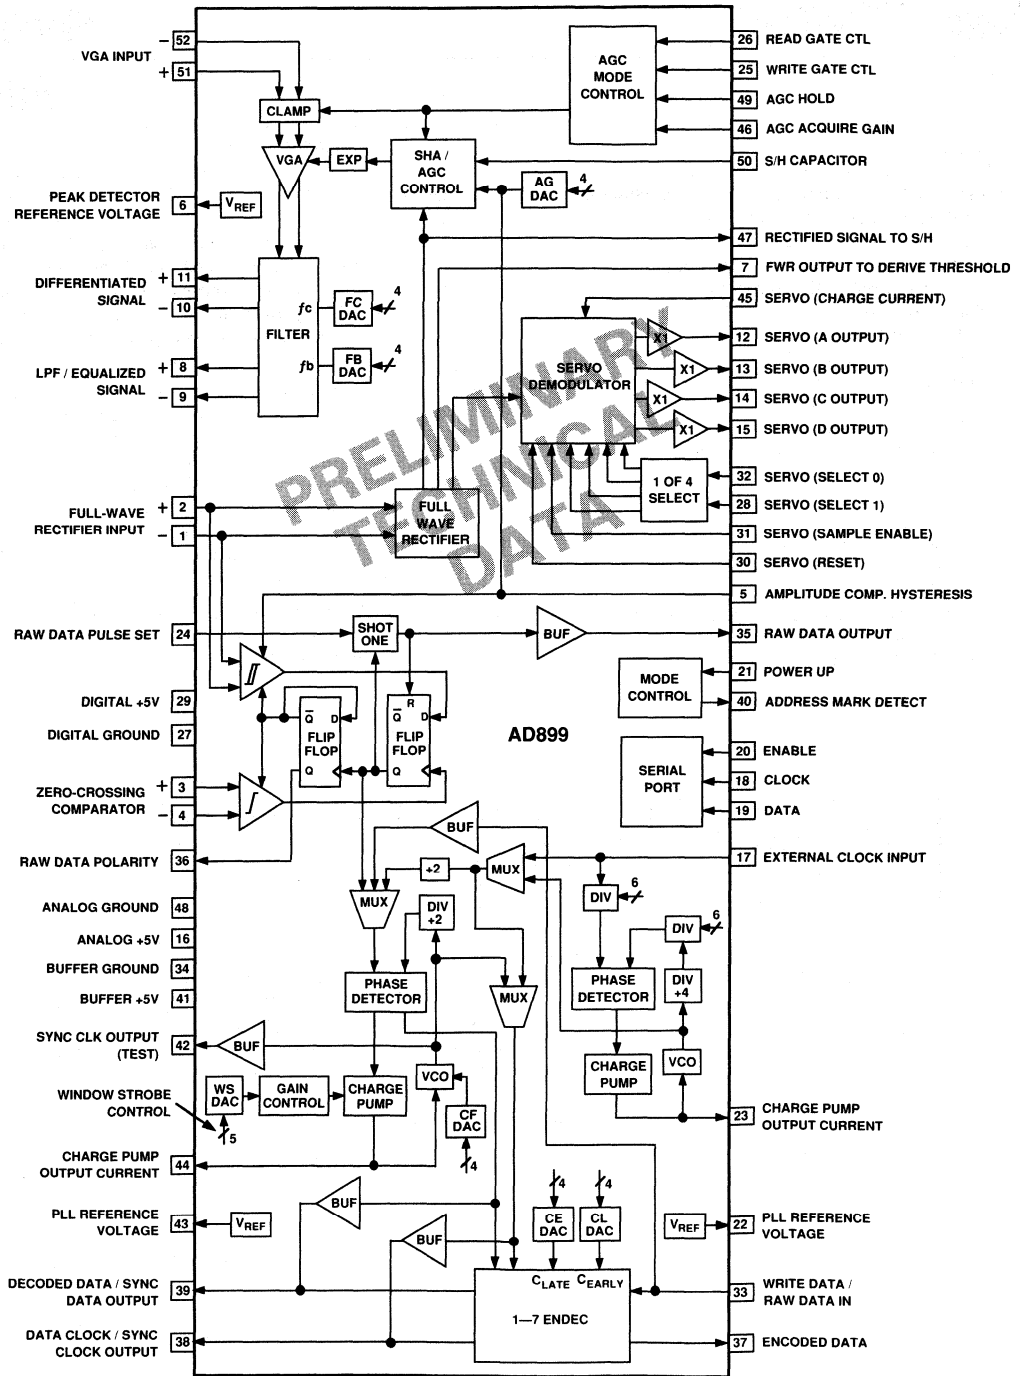 VGA INPUT
− 52
+ 51
PEAK DETECTOR
REFERENCE VOLTAGE
6
VREF
DIFFERENTIATED
SIGNAL
+ 11
− 10
LPF / EQUALIZED
SIGNAL
+ 8
− 9
FULL-WAVE
RECTIFIER INPUT
+ 2
− 1
RAW DATA PULSE SET
24
DIGITAL +5V
29
DIGITAL GROUND
27
ZERO-CROSSING
COMPARATOR
+ 3
− 4
RAW DATA POLARITY
36
ANALOG GROUND
48
ANALOG +5V
16
BUFFER GROUND
34
BUFFER +5V
41
SYNC CLK OUTPUT
(TEST)
42
WINDOW STROBE
CONTROL
CHARGE PUMP
OUTPUT CURRENT
44
PLL REFERENCE
VOLTAGE
43
VREF
DECODED DATA / SYNC
DATA OUTPUT
39
DATA CLOCK / SYNC
CLOCK OUTPUT
38
CLAMP
VGA
EXP
SHA /
AGC
CONTROL
AG
DAC
4
AGC
MODE
CONTROL
FILTER
fc
FC
DAC
4
fb
FB
DAC
4
SERVO
DEMODULATOR
X1
X1
X1
X1
1 OF 4
SELECT
FULL
WAVE
RECTIFIER
PRELIMINARY
TECHNICAL
DATA
SHOT
ONE
BUF
MODE
CONTROL
SERIAL
PORT
AD899
Q D
FLIP
FLOP
Q
R
Q D
FLIP
FLOP
Q
BUF
÷2
MUX
MUX
DIV
÷2
DIV
6
DIV
6
PHASE
DETECTOR
MUX
PHASE
DETECTOR
DIV
÷4
BUF
VCO
CHARGE
PUMP
VCO
WS
DAC
5
GAIN
CONTROL
CHARGE
PUMP
CF
DAC
4
BUF
BUF
4
CE
DAC
4
CL
DAC
VREF
CLATE CEARLY
1—7 ENDEC
26 READ GATE CTL
25 WRITE GATE CTL
49 AGC HOLD
46 AGC ACQUIRE GAIN
50 S/H CAPACITOR
47 RECTIFIED SIGNAL TO S/H
7 FWR OUTPUT TO DERIVE THRESHOLD
45 SERVO (CHARGE CURRENT)
12 SERVO (A OUTPUT)
13 SERVO (B OUTPUT)
14 SERVO (C OUTPUT)
15 SERVO (D OUTPUT)
32 SERVO (SELECT 0)
28 SERVO (SELECT 1)
31 SERVO (SAMPLE ENABLE)
30 SERVO (RESET)
5 AMPLITUDE COMP. HYSTERESIS
35 RAW DATA OUTPUT
21 POWER UP
40 ADDRESS MARK DETECT
20 ENABLE
18 CLOCK
19 DATA
17 EXTERNAL CLOCK INPUT
23 CHARGE PUMP
OUTPUT CURRENT
22 PLL REFERENCE
VOLTAGE
33 WRITE DATA /
RAW DATA IN
37 ENCODED DATA